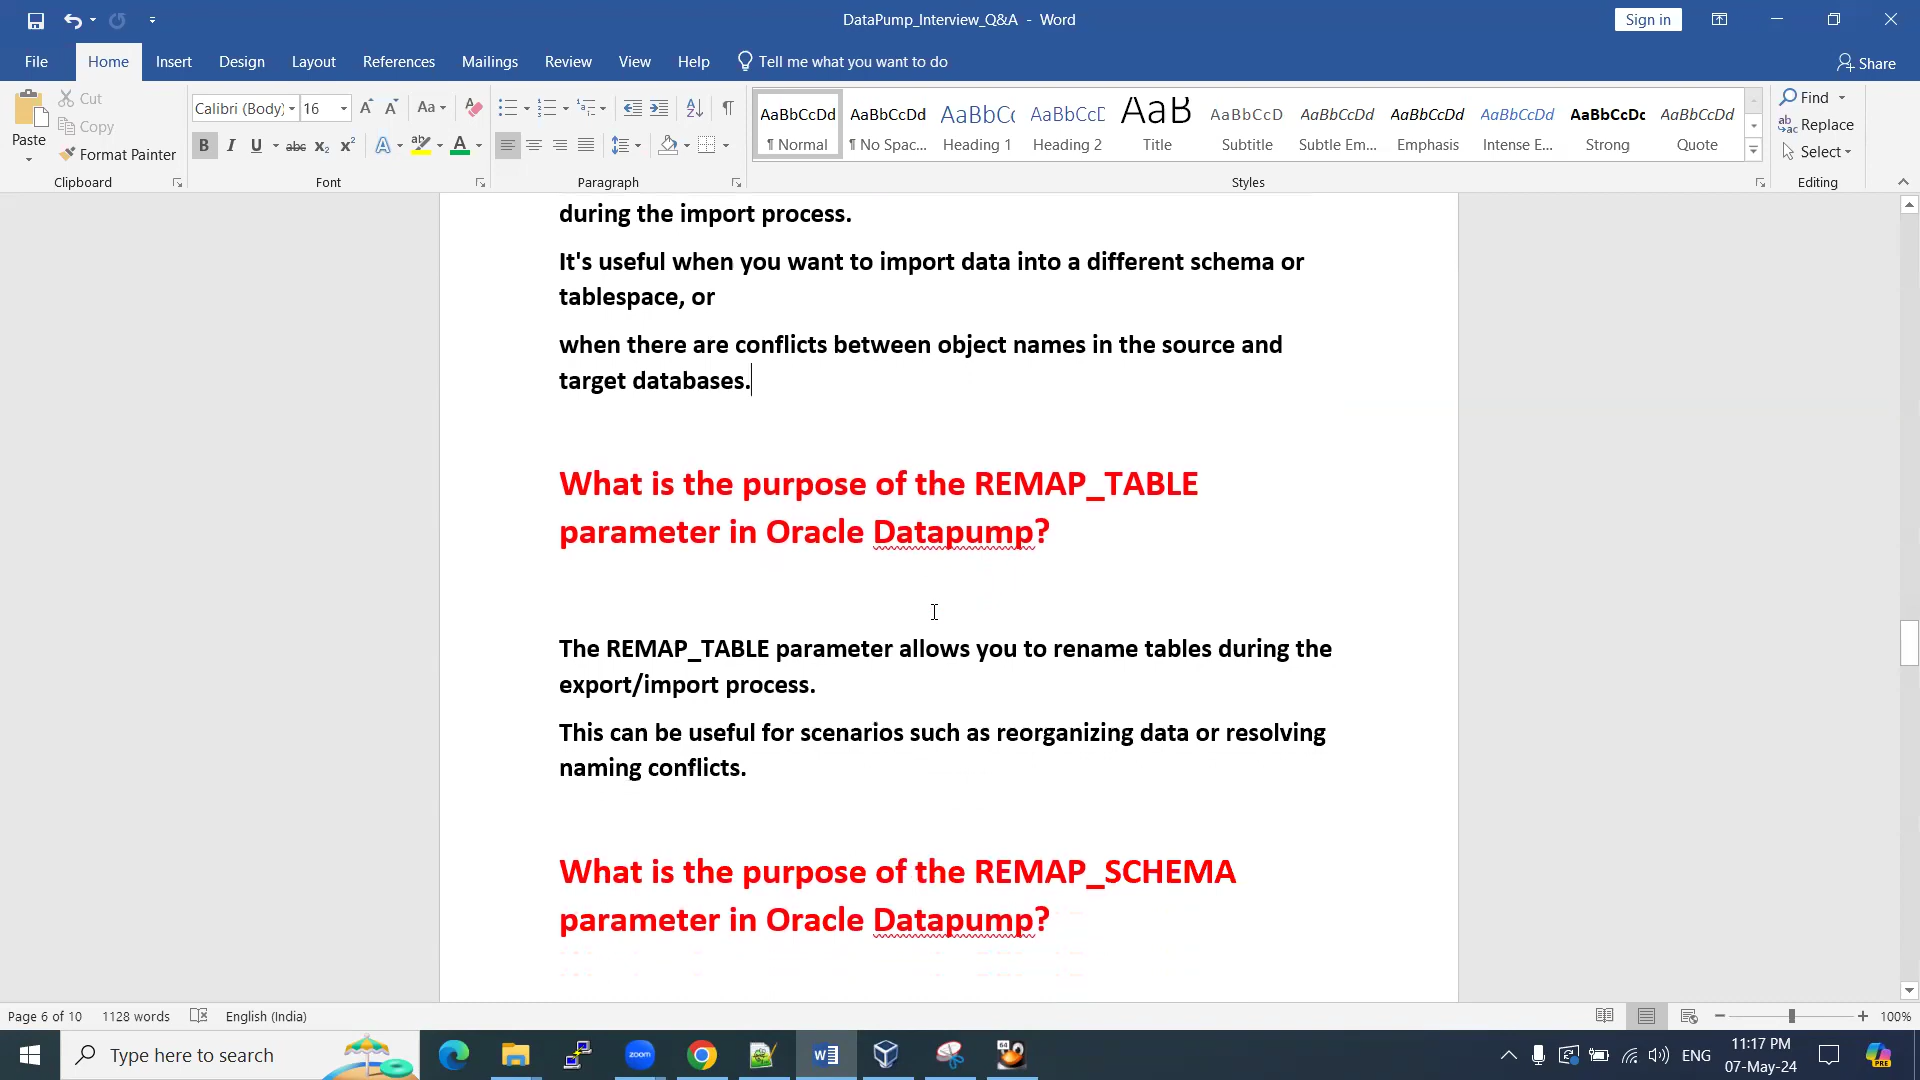 DataPump_Interview_Q&A - Word
Sign in
File Home Insert Design Layout References Mailings Review View Help Tell me what you want to do Share
Paste
Cut
Copy
Format Painter
Clipboard
Calibri (Body) 16
Font
Paragraph
AaBbCcDd AaBbCcDd
¶ Normal ¶ No Spac... Heading 1 Heading 2 Title Subtitle Subtle Em... Emphasis Intense E... Strong Quote
Styles
Find
Replace
Select
Editing
during the import process.
It's useful when you want to import data into a different schema or
tablespace, or
when there are conflicts between object names in the source and
target databases.
What is the purpose of the REMAP_TABLE
parameter in Oracle Datapump?
The REMAP_TABLE parameter allows you to rename tables during the
export/import process.
This can be useful for scenarios such as reorganizing data or resolving
naming conflicts.
What is the purpose of the REMAP_SCHEMA
parameter in Oracle Datapump?
Page 6 of 10 1128 words English (India) 100%
Type here to search
zoom
ENG
11:17 PM
07-May-24